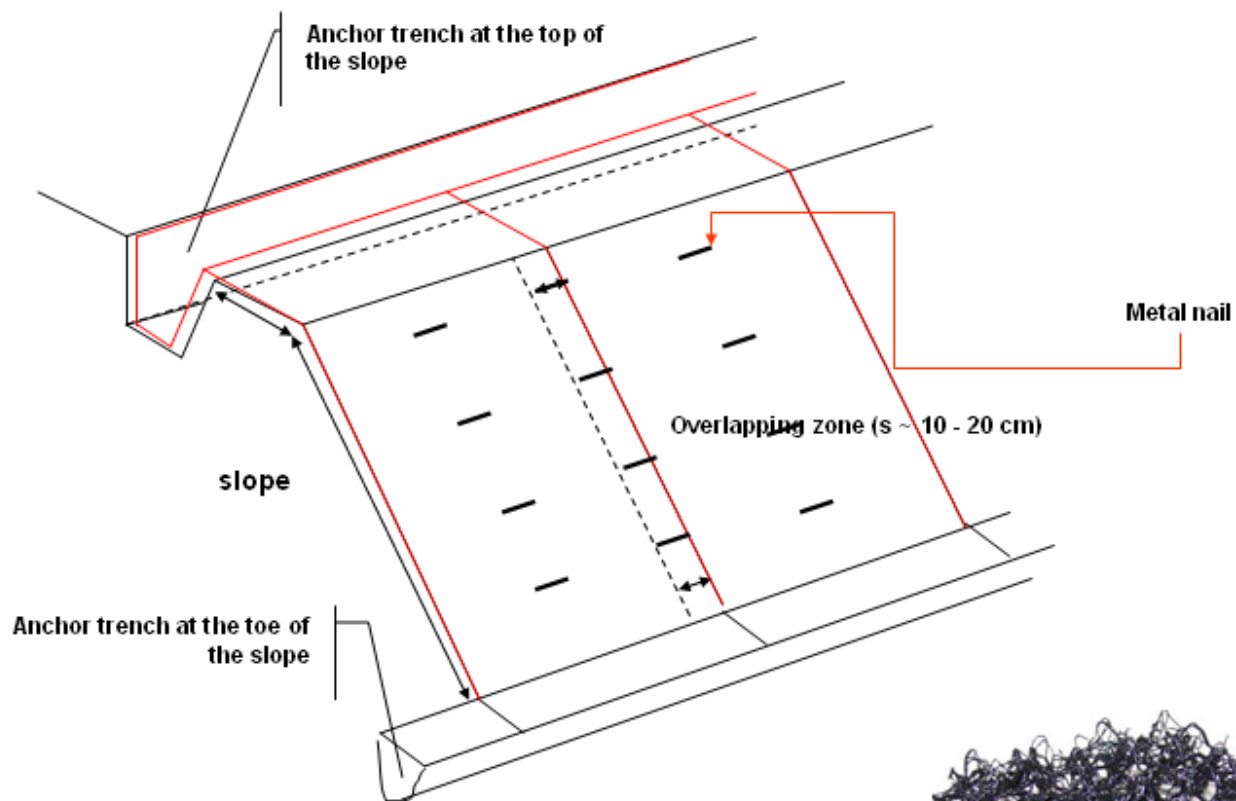 Anchor trench at the top of
the slope
Metal nail
Overlapping zone (s ~ 10 - 20 cm)
slope
Anchor trench at the toe of
the slope